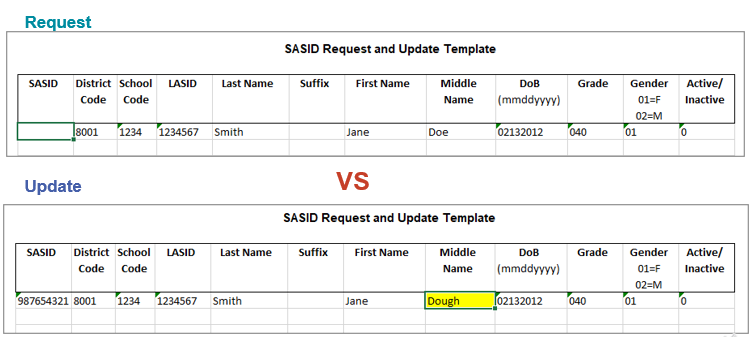 Request
SASID Request and Update Template
SASID District School LASID Last Name Suffix First Name Middle DoB Grade Gender Active/
Code Code Name (mmddyyyy) 01=F Inactive
02=M
8001 1234 1234567 Smith Jane Doe 02132012 040 01 0
Update VS
SASID Request and Update Template
SASID District School LASID Last Name Suffix First Name Middle DoB Grade Gender Active/
Code Code Name (mmddyyyy) 01=F Inactive
02=M
987654321 8001 1234 1234567 Smith Jane Dough 02132012 040 01 0